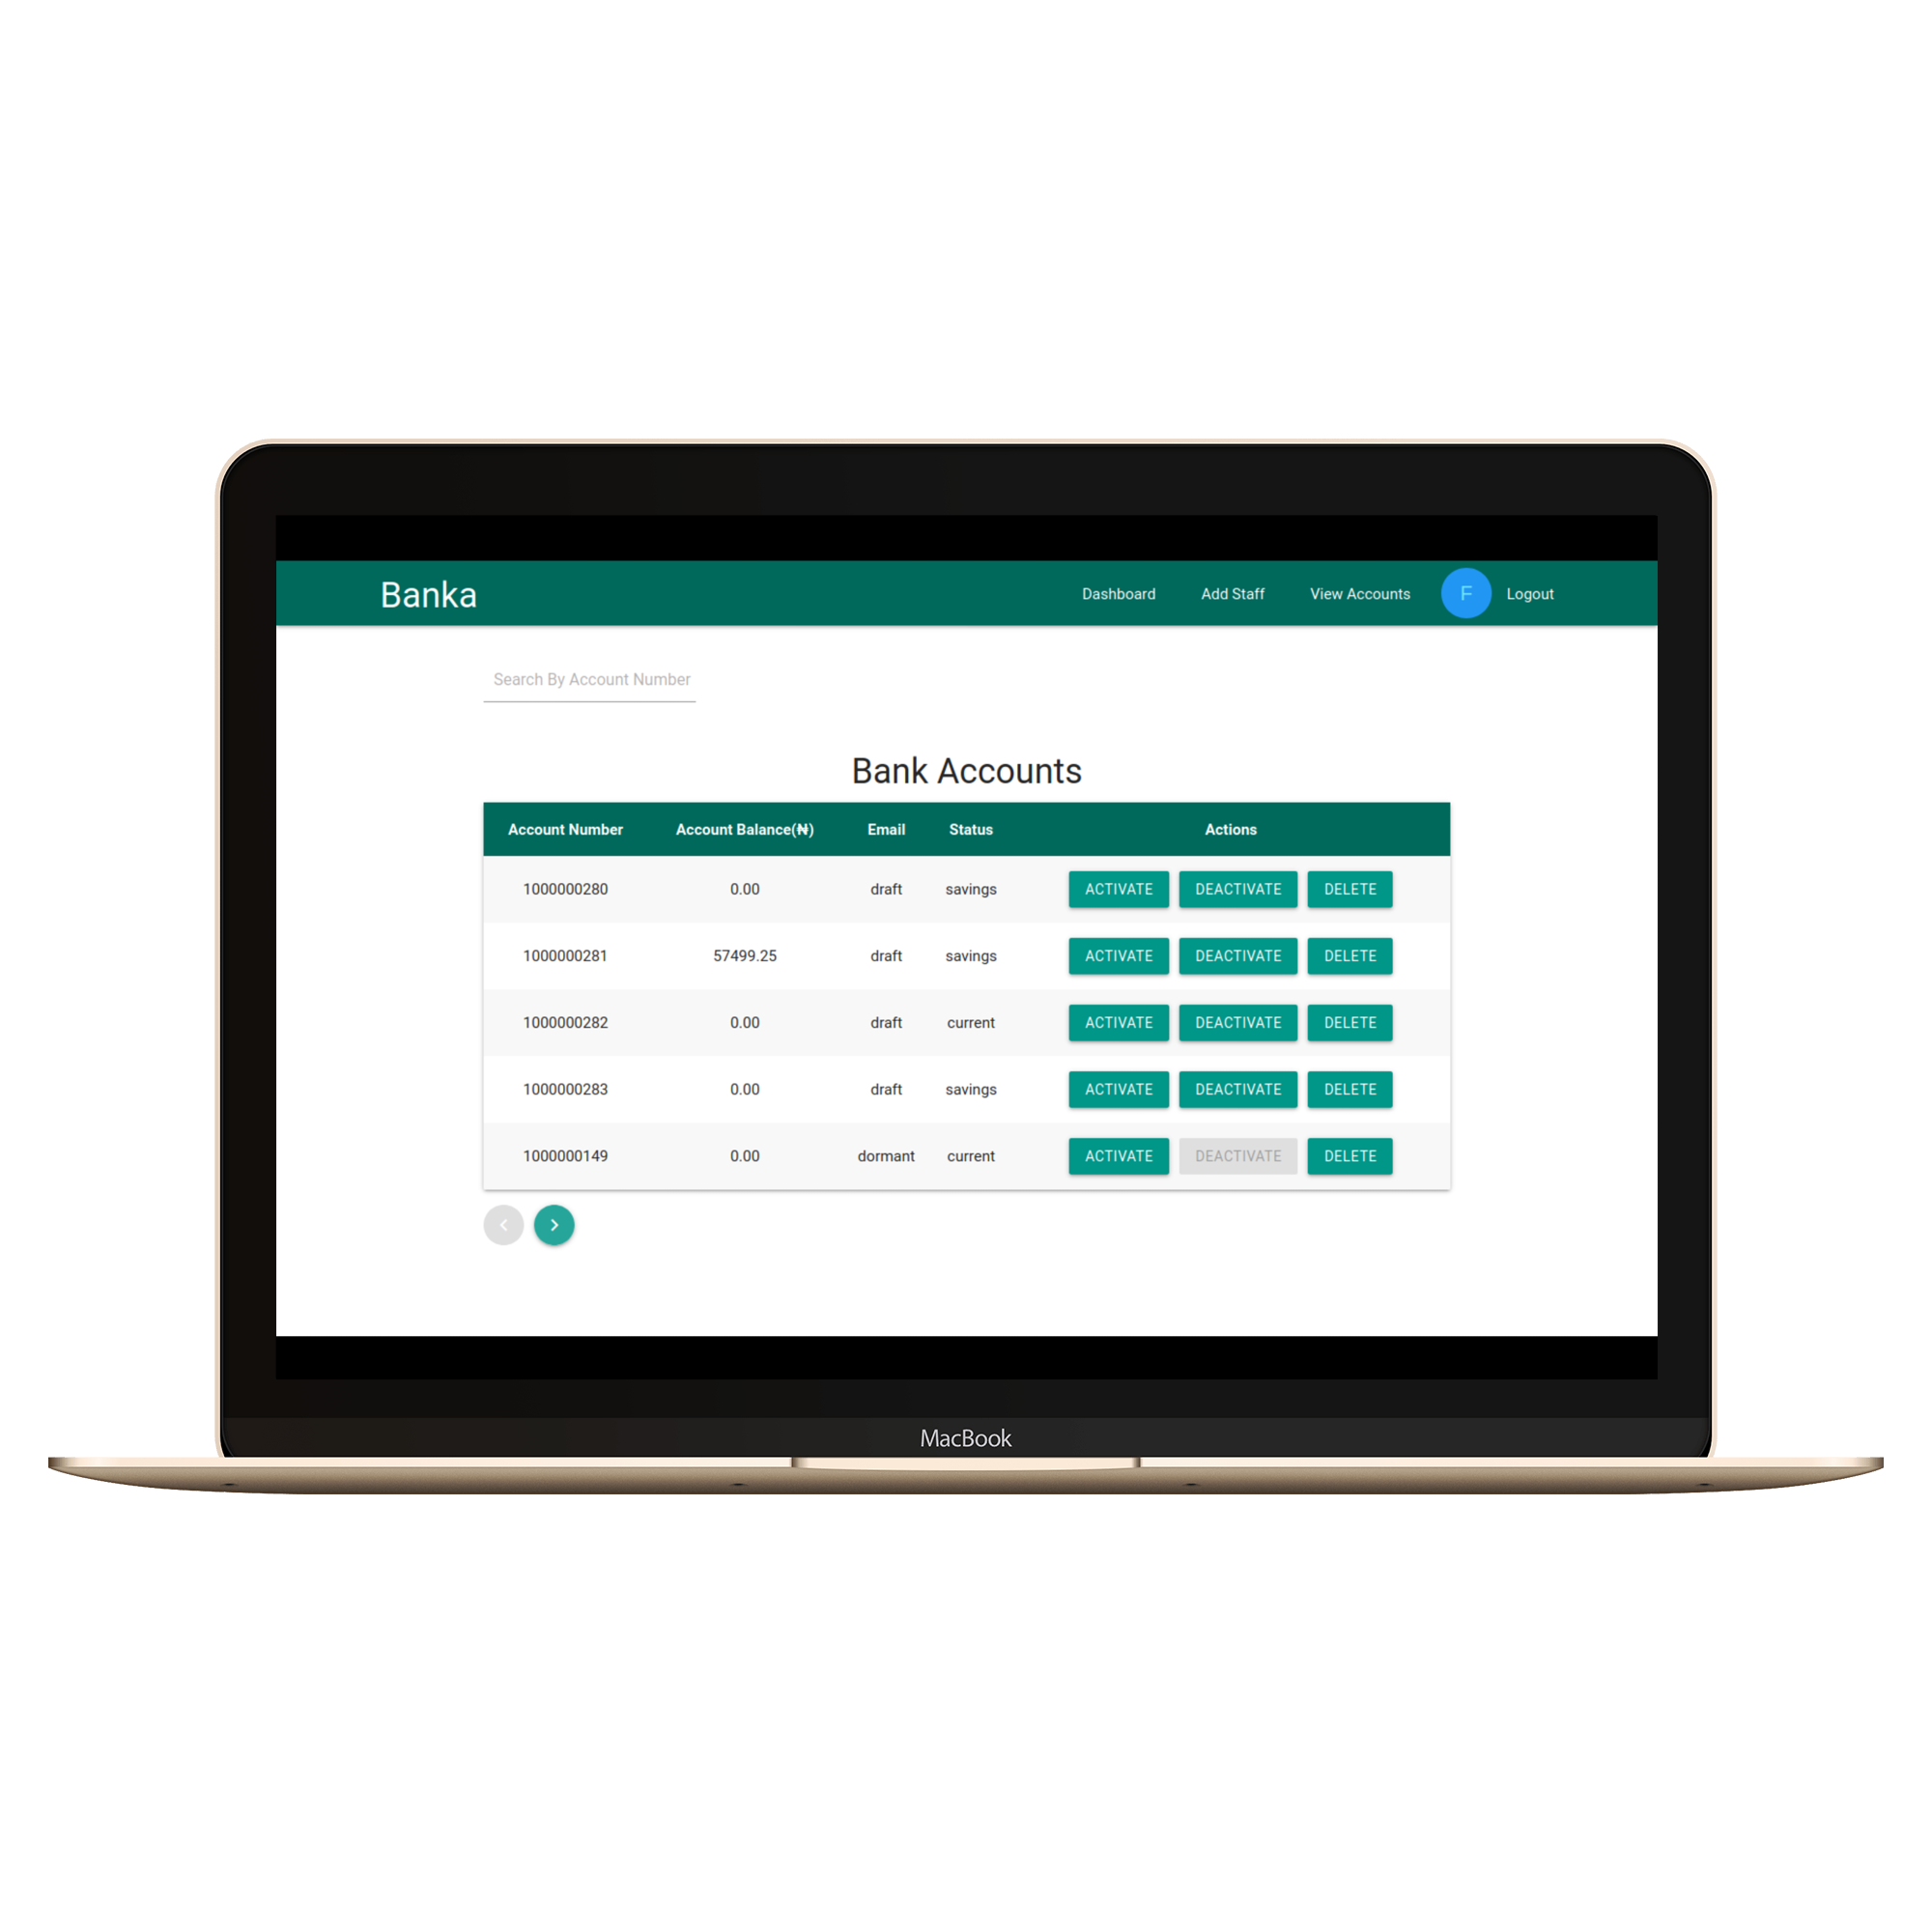 Banka Dashboard Add Staff View Accounts F Logout
Search By Account Number
Bank Accounts
Account Number Account Balance(₦) Email Status Actions
1000000280 0.00 draft savings ACTIVATE DEACTIVATE DELETE
1000000281 57499.25 draft savings ACTIVATE DEACTIVATE DELETE
1000000282 0.00 draft current ACTIVATE DEACTIVATE DELETE
1000000283 0.00 draft savings ACTIVATE DEACTIVATE DELETE
1000000149 0.00 dormant current ACTIVATE DEACTIVATE DELETE
MacBook